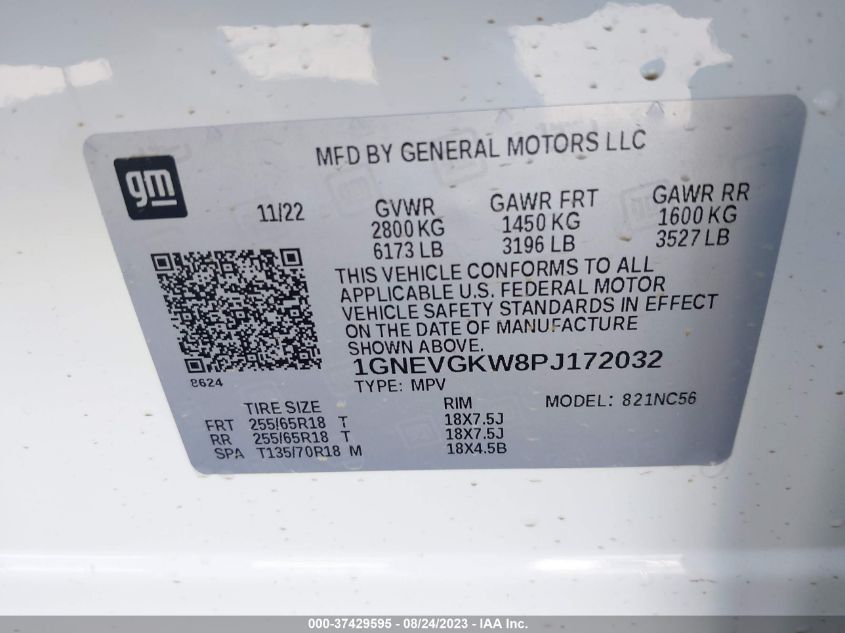 MFD BY GENERAL MOTORS LLC
gm
11/22 GVWR GAWR FRT GAWR RR
2800 KG 1450 KG 1600 KG
6173 LB 3196 LB 3527 LB
THIS VEHICLE CONFORMS TO ALL
APPLICABLE U.S. FEDERAL MOTOR
VEHICLE SAFETY STANDARDS IN EFFECT
ON THE DATE OF MANUFACTURE
SHOWN ABOVE.
8624 1GNEVGKW8PJ172032
TYPE: MPV MODEL: 821NC56
TIRE SIZE RIM
FRT 255/65R18 T 18X7.5J
RR 255/65R18 T 18X7.5J
SPA T135/70R18 M 18X4.5B
000-37429595 - 08/24/2023 - IAA Inc.